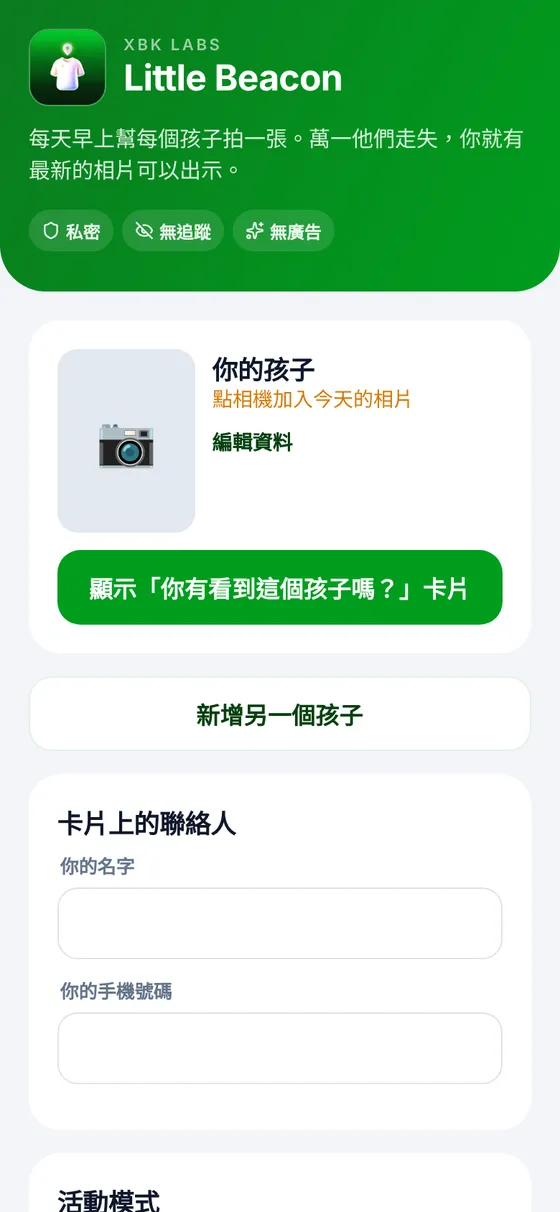 XBK LABS
Little Beacon
每天早上幫每個孩子拍一張。萬一他們走失，你就有
最新的相片可以出示。
私密
無追蹤
無廣告
你的孩子
點相機加入今天的相片
編輯資料
顯示「你有看到這個孩子嗎？」卡片
新增另一個孩子
卡片上的聯絡人
你的名字
你的手機號碼
活動模式